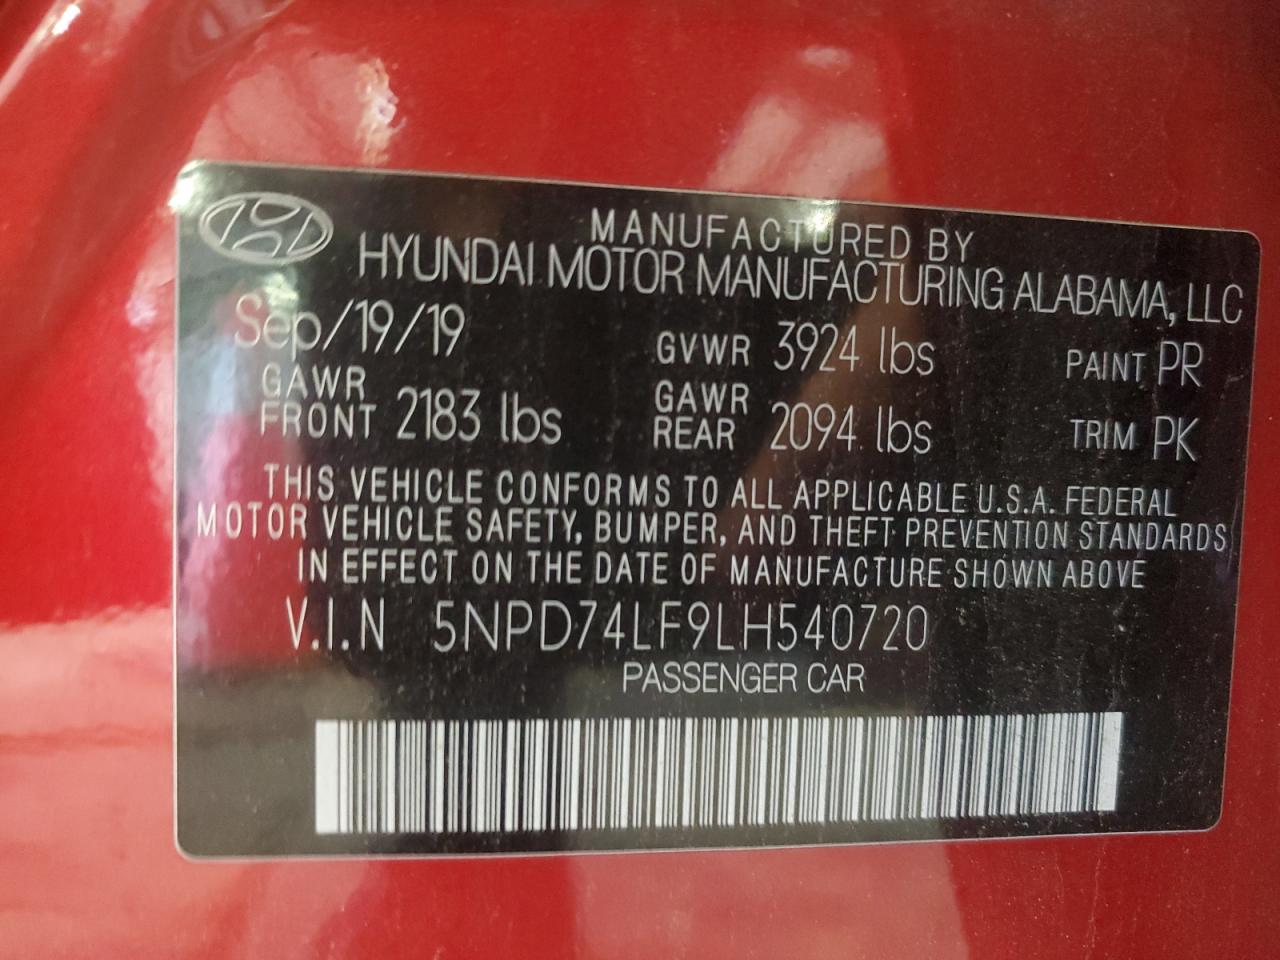 MANUFACTURED BY
HYUNDAI MOTOR MANUFACTURING ALABAMA, LLC
Sep/19/19 GVWR 3924 lbs PAINT PR
GAWR FRONT 2183 lbs GAWR REAR 2094 lbs TRIM PK
THIS VEHICLE CONFORMS TO ALL APPLICABLE U.S.A. FEDERAL
MOTOR VEHICLE SAFETY, BUMPER, AND THEFT PREVENTION STANDARDS
IN EFFECT ON THE DATE OF MANUFACTURE SHOWN ABOVE
V.I.N 5NPD74LF9LH540720
PASSENGER CAR